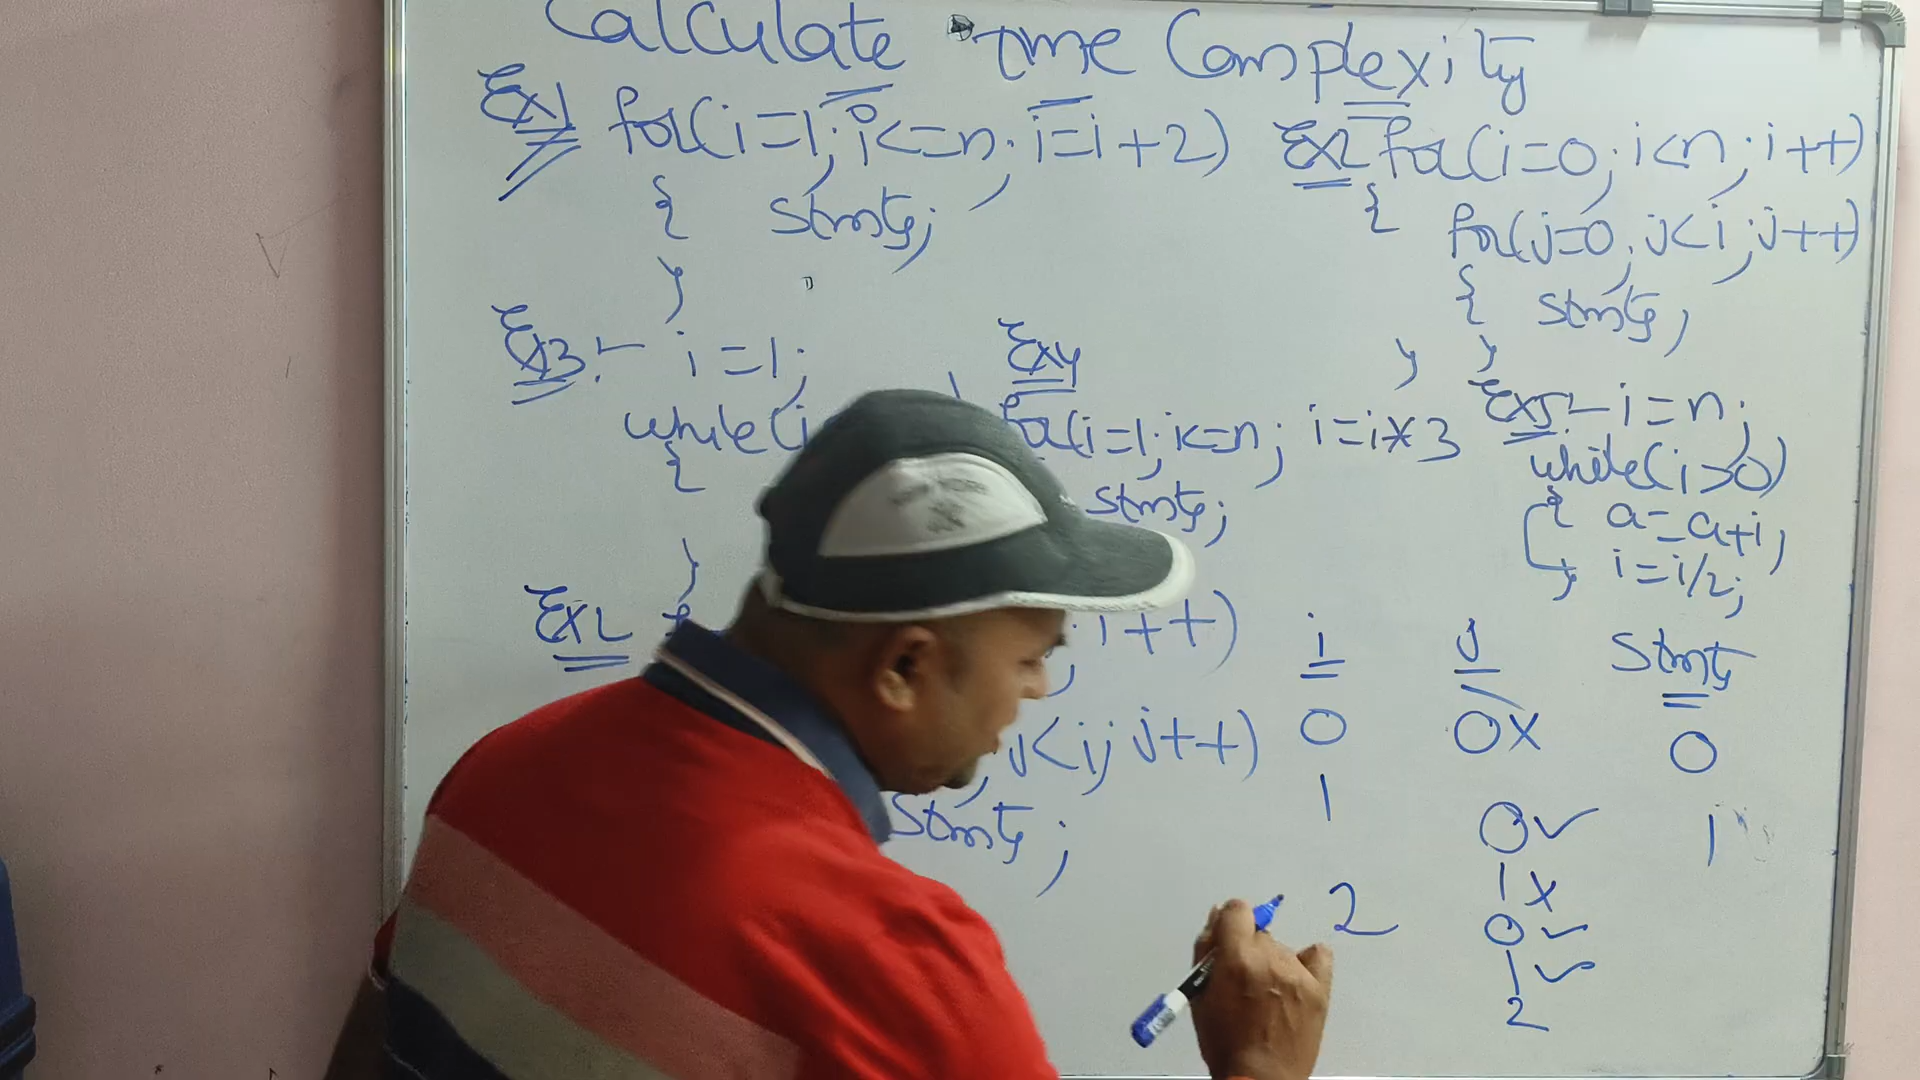 Calculate time Complexity
Ex1 for(i=1; i<=n; i=i+2)
{ stmts;
}
Ex2 for(i=0; i<n; i++)
{
for(j=0; j<i; j++)
{ stmts;
} }
Ex3:- i=1;
while(i
{
}
Ex4
for(i=1; i<=n; i=i*3
stmts;
Ex5:- i=n;
while(i>0)
{ a=a+i;
} i=i/2;
Ex2
; i++)
j<i; j++)
stmts;
i j stmts
0 0x 0
1 0✓ 1
1x
2 0✓
1✓
2